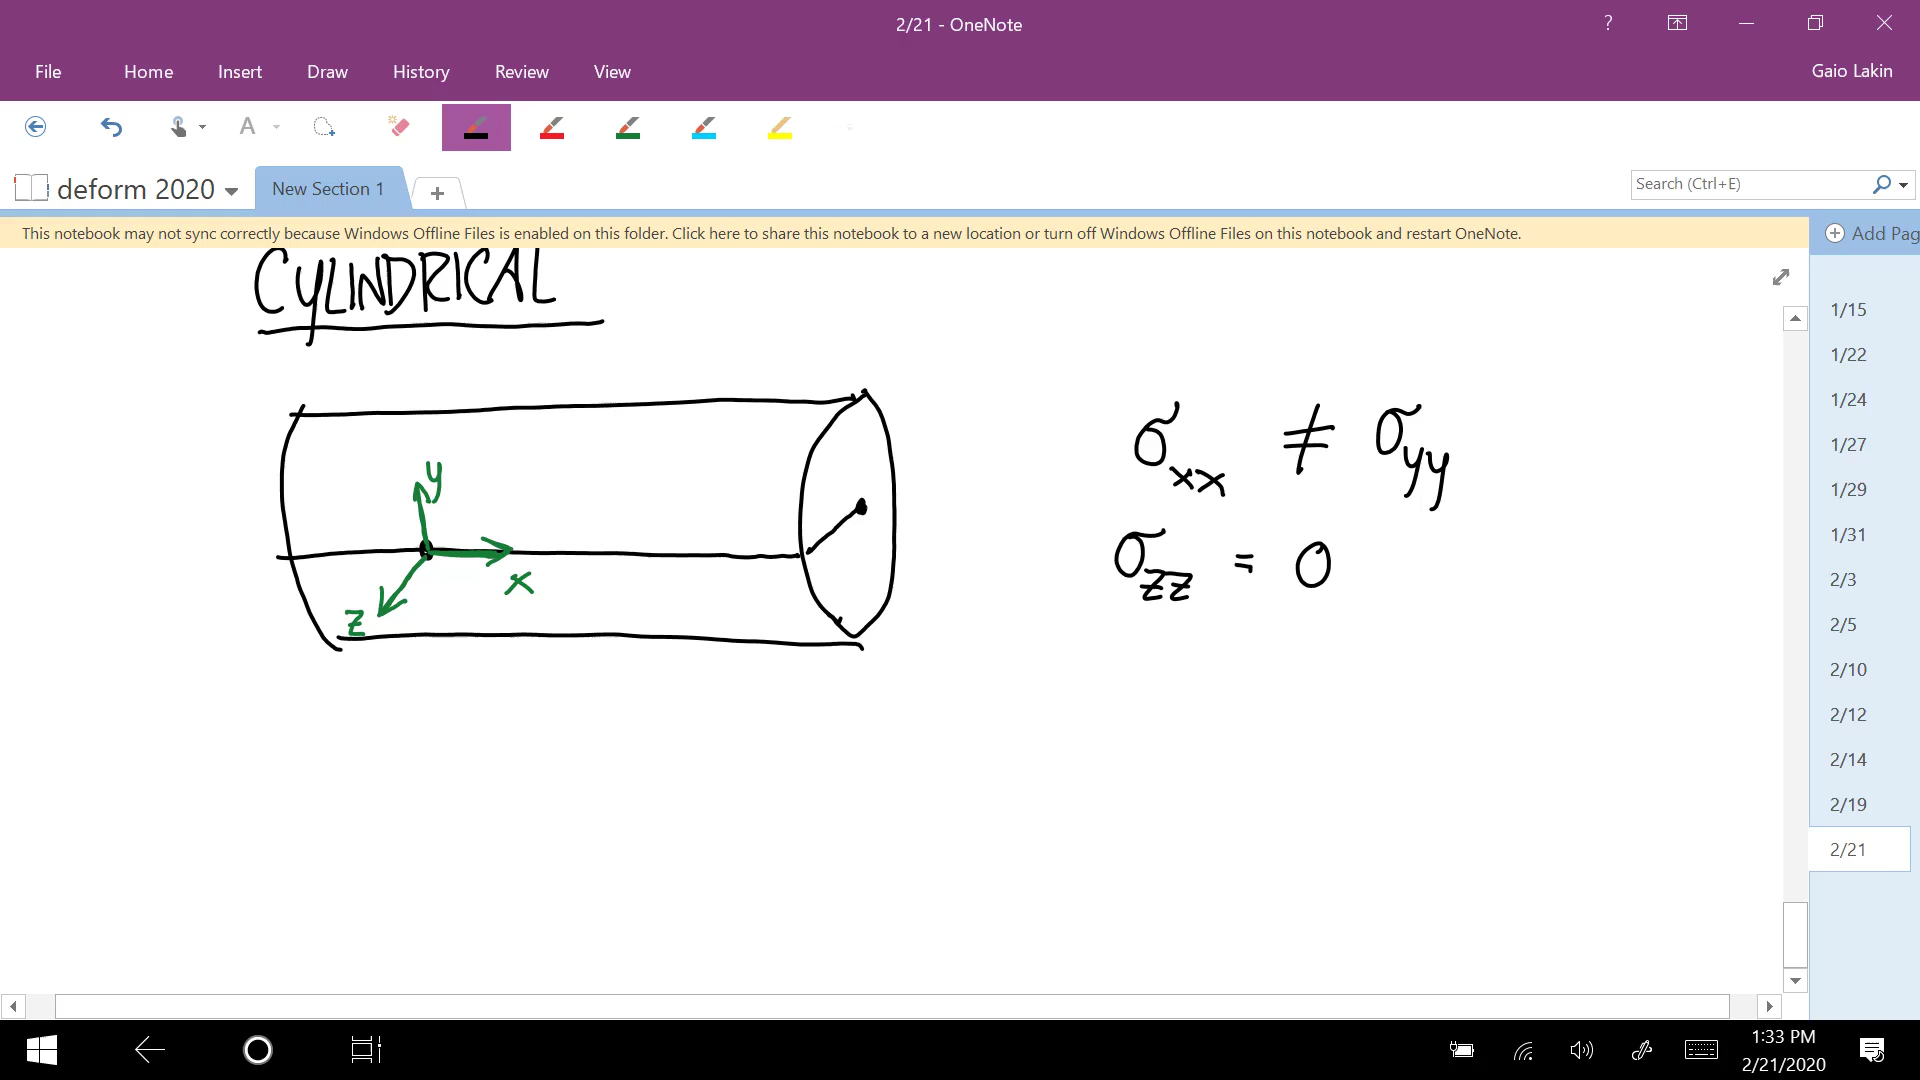 2/21 - OneNote
?
File Home Insert Draw History Review View
Gaio Lakin
A
deform 2020
New Section 1
+
Search (Ctrl+E)
This notebook may not sync correctly because Windows Offline Files is enabled on this folder. Click here to share this notebook to a new location or turn off Windows Offline Files on this notebook and restart OneNote.
Add Pag
CYLINDRICAL
y
x
z
σxx ≠ σyy
σzz = 0
1/15
1/22
1/24
1/27
1/29
1/31
2/3
2/5
2/10
2/12
2/14
2/19
2/21
1:33 PM
2/21/2020